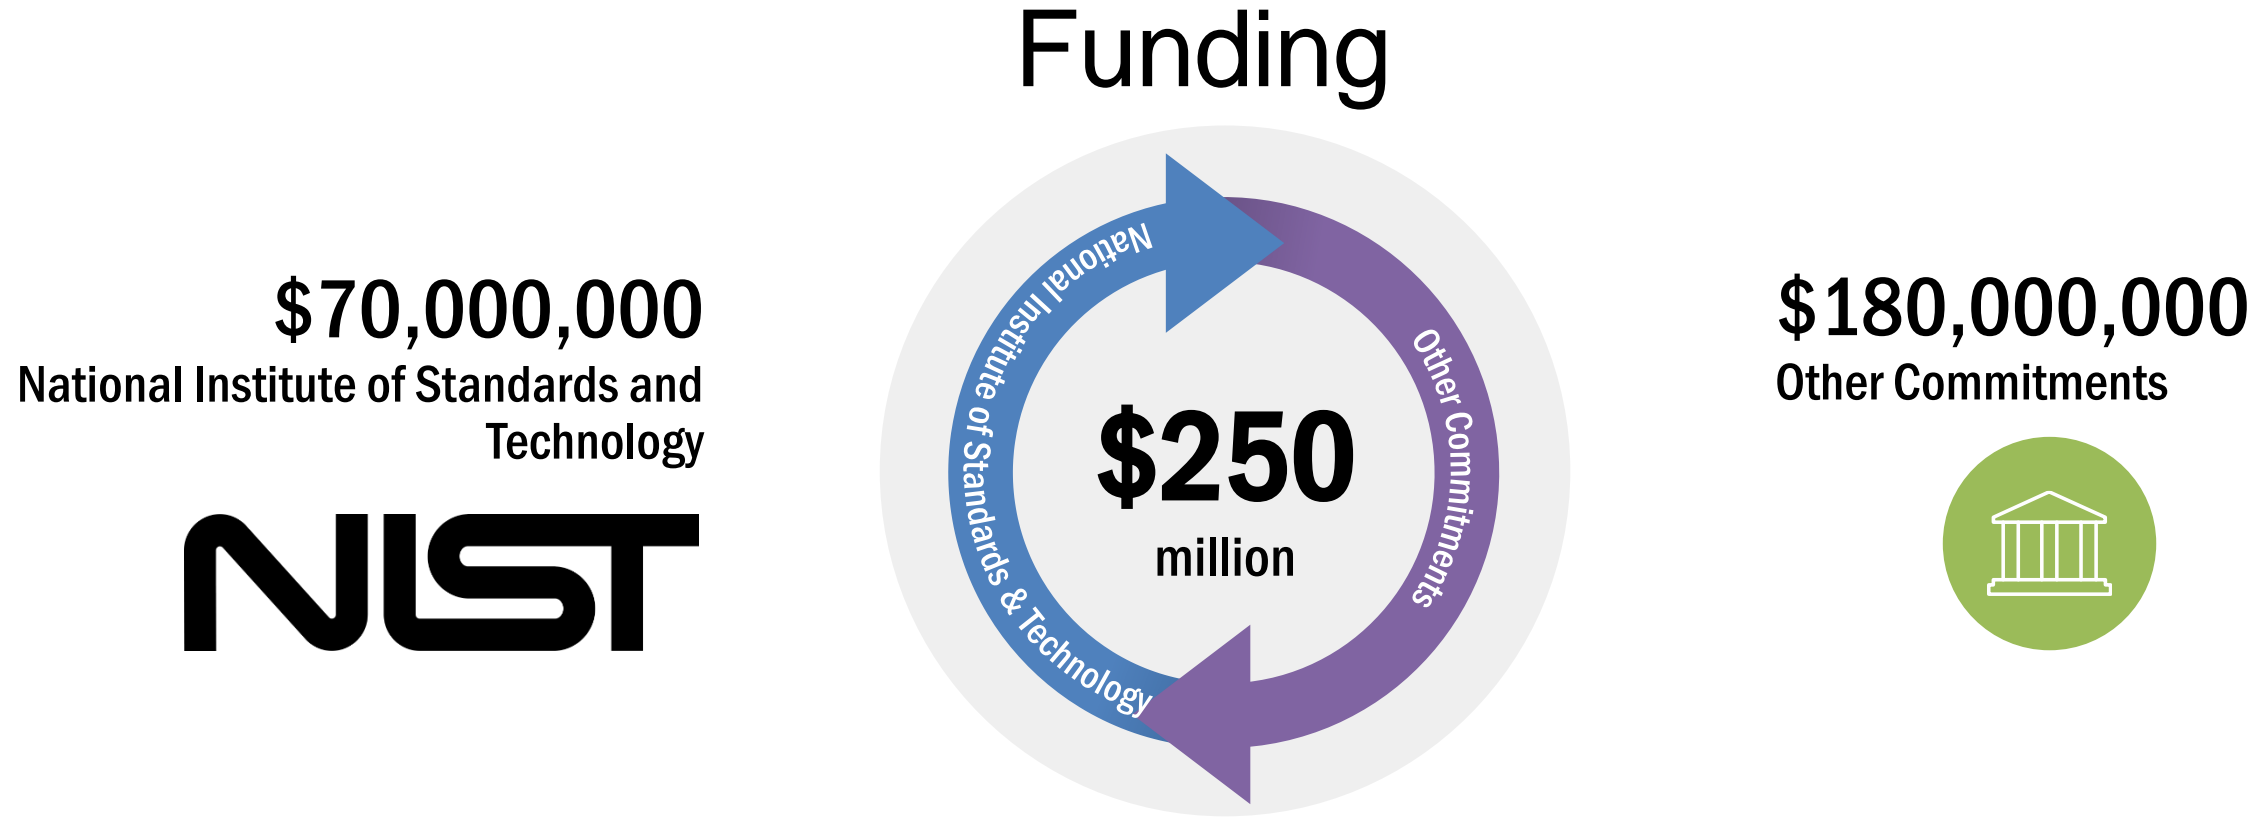 Funding
$70,000,000
National Institute of Standards and
Technology
NIST
National Institute of Standards & Technology
Other Commitments
$250
million
$180,000,000
Other Commitments